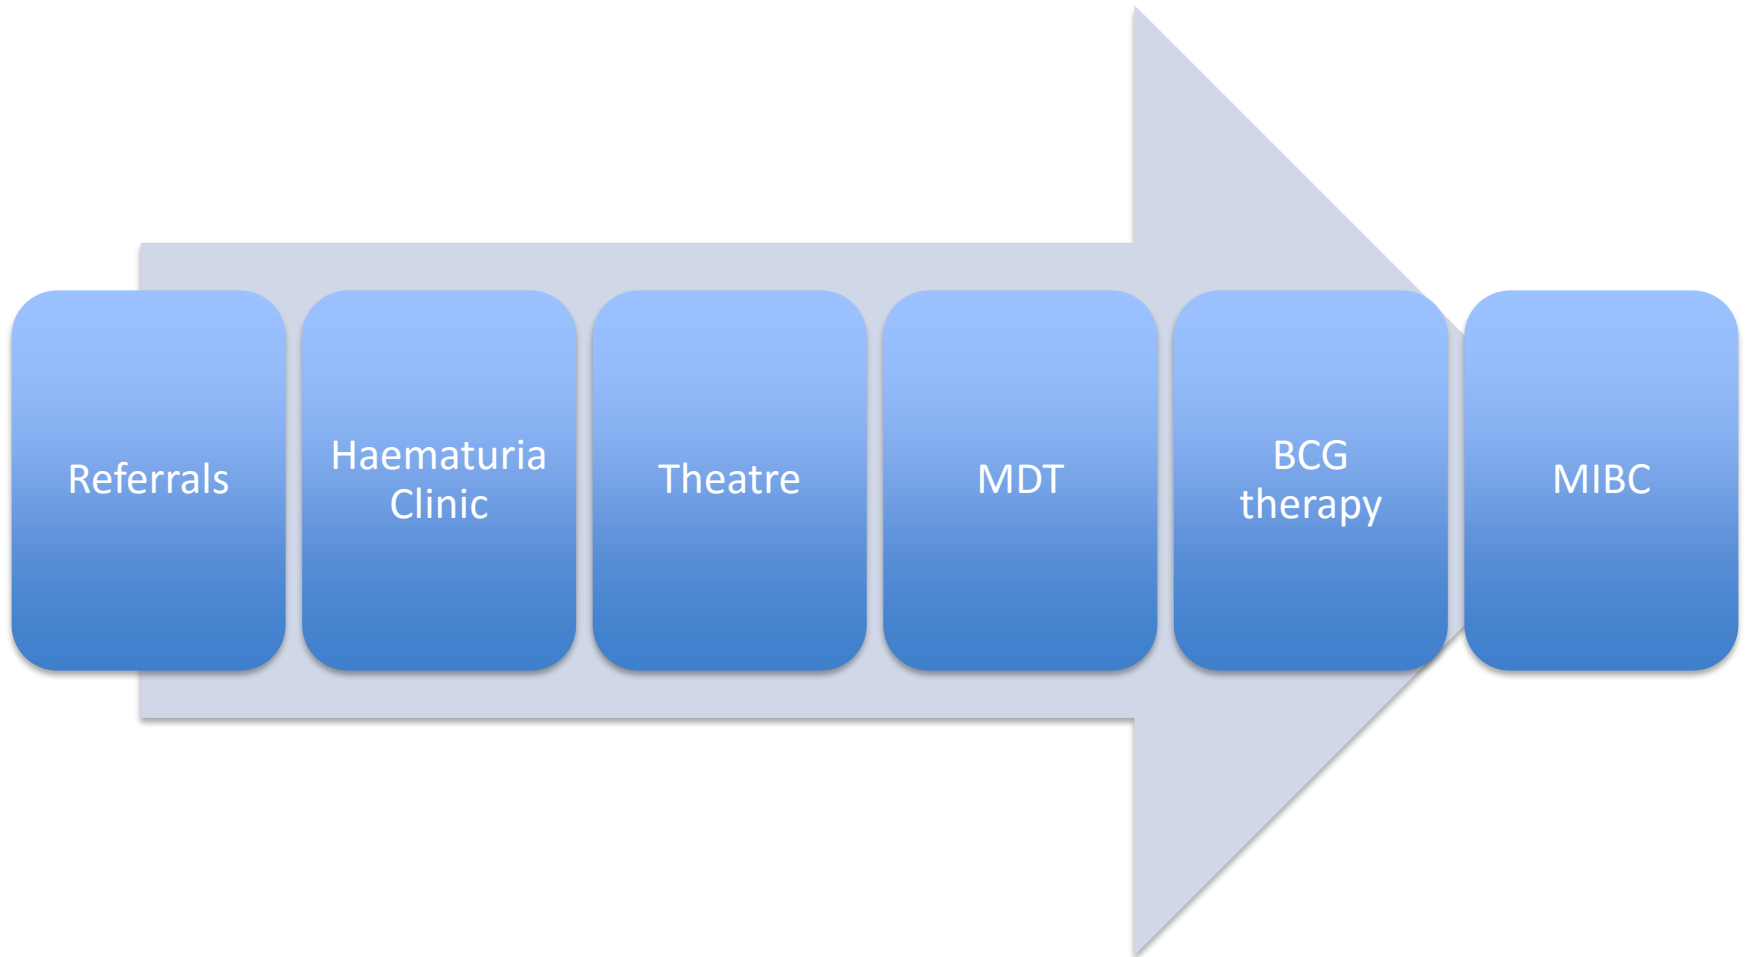 Referrals
Haematuria
Clinic
Theatre
MDT
BCG
therapy
MIBC